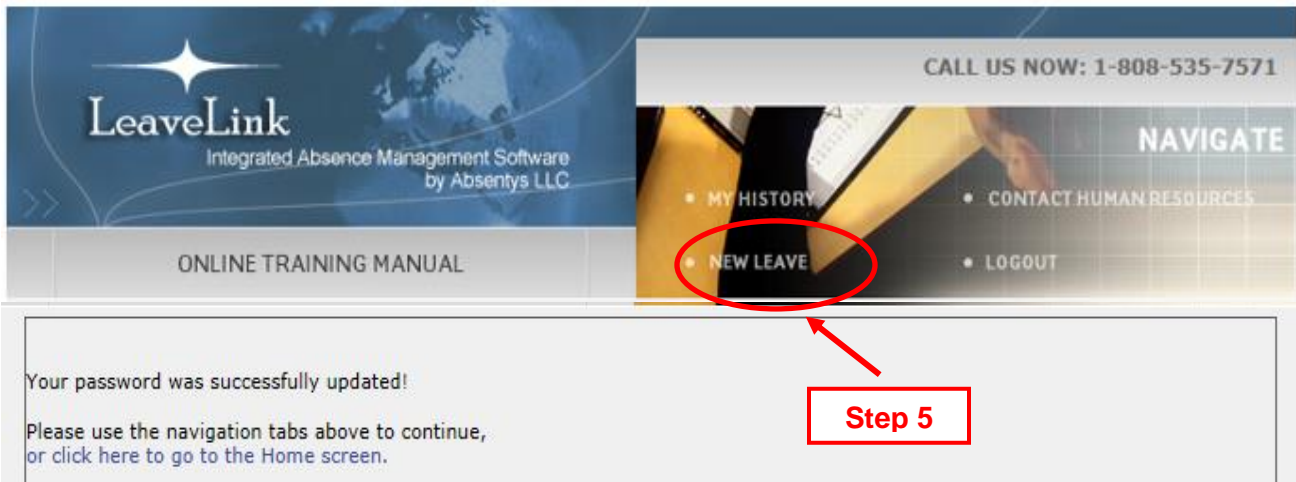 CALL US NOW: 1-808-535-7571
LeaveLink
Integrated Absence Management Software
by Absentys LLC
NAVIGATE
• MY HISTORY
• CONTACT HUMAN RESOURCES
ONLINE TRAINING MANUAL
• NEW LEAVE
• LOGOUT
Your password was successfully updated!
Please use the navigation tabs above to continue,
or click here to go to the Home screen.
Step 5